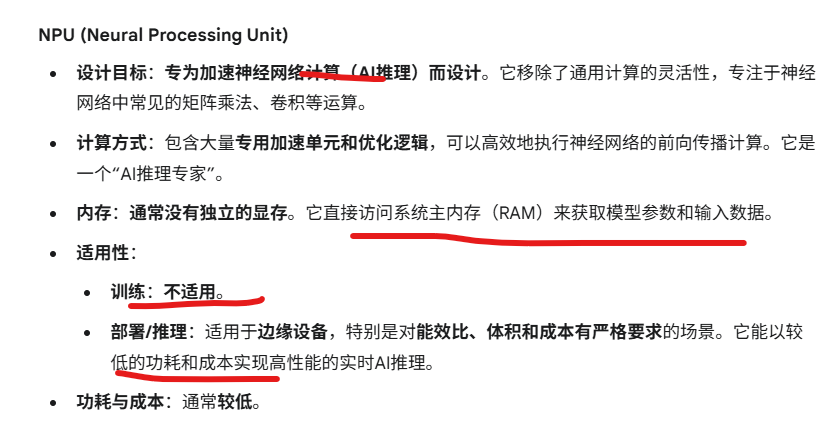 NPU (Neural Processing Unit)
设计目标：专为加速神经网络计算（AI推理）而设计。它移除了通用计算的灵活性，专注于神经
网络中常见的矩阵乘法、卷积等运算。
计算方式：包含大量专用加速单元和优化逻辑，可以高效地执行神经网络的前向传播计算。它是
一个“AI推理专家”。
内存：通常没有独立的显存。它直接访问系统主内存（RAM）来获取模型参数和输入数据。
适用性：
训练：不适用。
部署/推理：适用于边缘设备，特别是对能效比、体积和成本有严格要求的场景。它能以较
低的功耗和成本实现高性能的实时AI推理。
功耗与成本：通常较低。